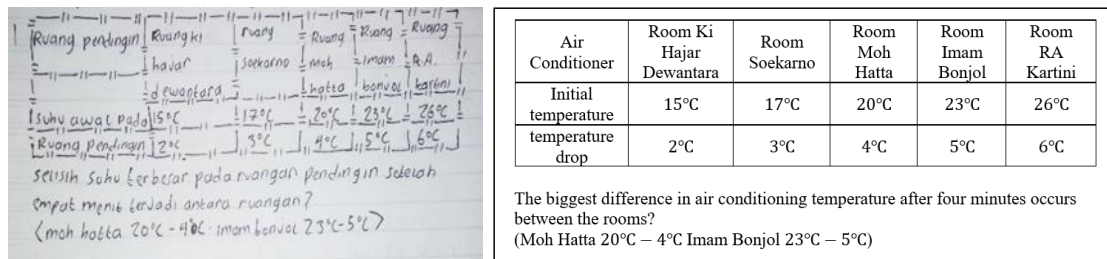 1
Ruang pendingin Ruang ki hajar dewantara ruang soekarno Ruang moh hatta Ruang imam bonjol Ruang R.A. kartini
suhu awal pada 15°C 17°C 20°C 23°C 26°C
Ruang pendingin 2°C 3°C 4°C 5°C 6°C
selisih suhu terbesar pada ruangan pendingin setelah
empat menit terjadi antara ruangan?
(moh hatta 20°C - 4°C imam bonjol 23°C - 5°C)
Air Conditioner Room Ki Hajar Dewantara Room Soekarno Room Moh Hatta Room Imam Bonjol Room RA Kartini
Initial temperature 15°C 17°C 20°C 23°C 26°C
temperature drop 2°C 3°C 4°C 5°C 6°C
The biggest difference in air conditioning temperature after four minutes occurs
between the rooms?
(Moh Hatta 20°C – 4°C Imam Bonjol 23°C – 5°C)